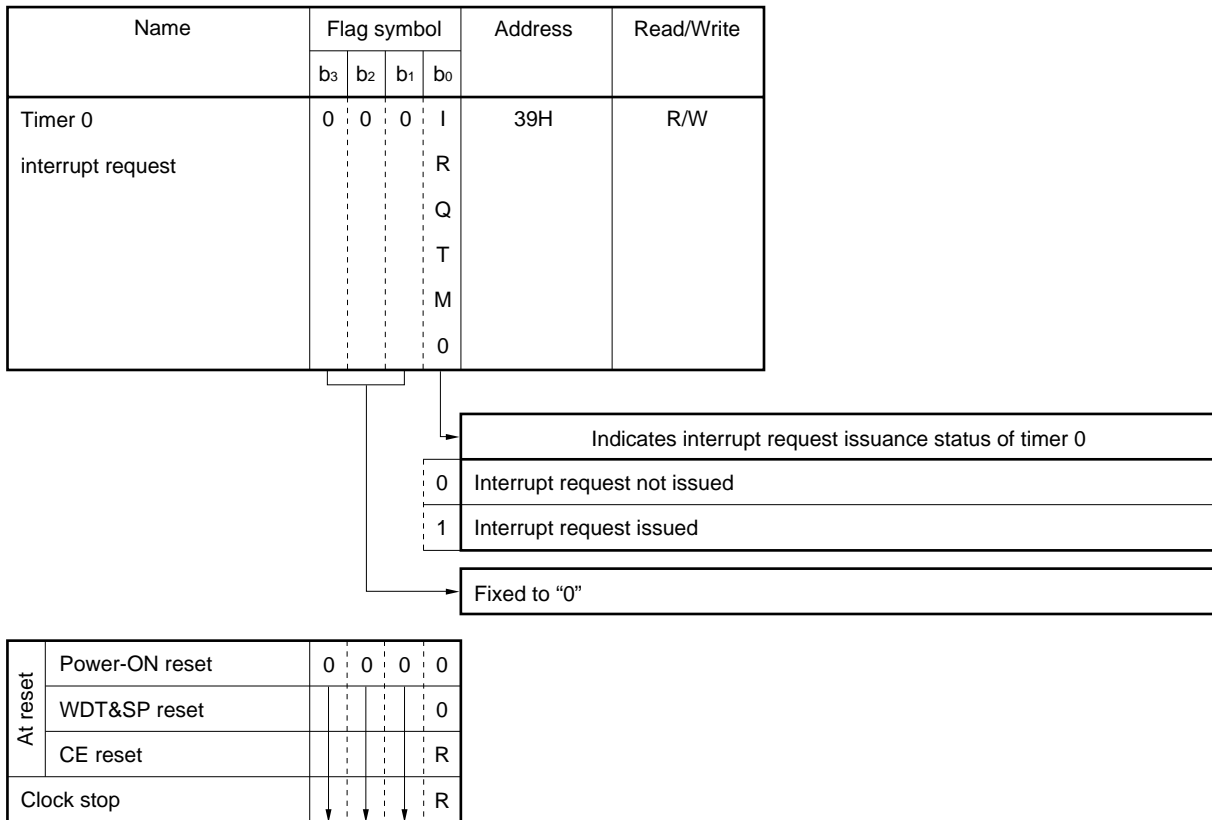 Name Flag symbol Address Read/Write
b3 b2 b1 b0
Timer 0 0 0 0 I 39H R/W
interrupt request R
Q
T
M
0
Indicates interrupt request issuance status of timer 0
0 Interrupt request not issued
1 Interrupt request issued
Fixed to “0”
At reset
Power-ON reset 0 0 0 0
WDT&SP reset 0
CE reset R
Clock stop R